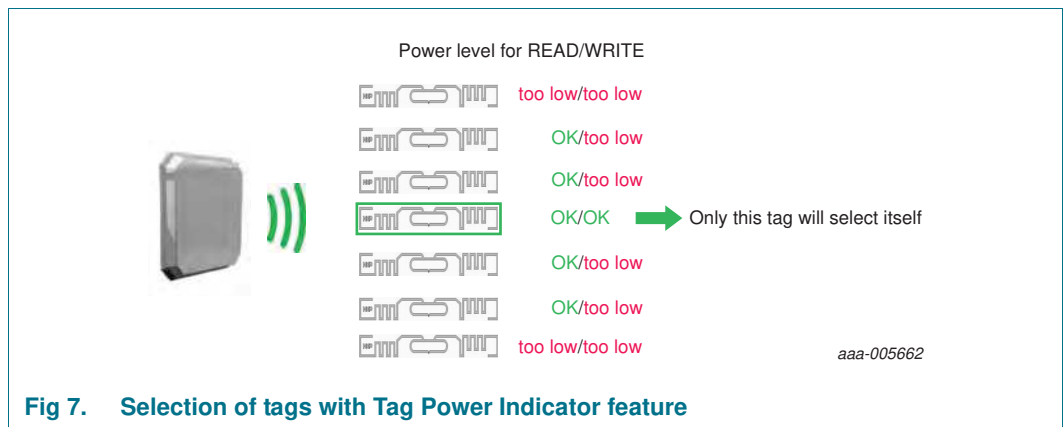 Power level for READ/WRITE
too low/too low
OK/too low
OK/too low
OK/OK Only this tag will select itself
OK/too low
OK/too low
too low/too low
aaa-005662
Fig 7. Selection of tags with Tag Power Indicator feature